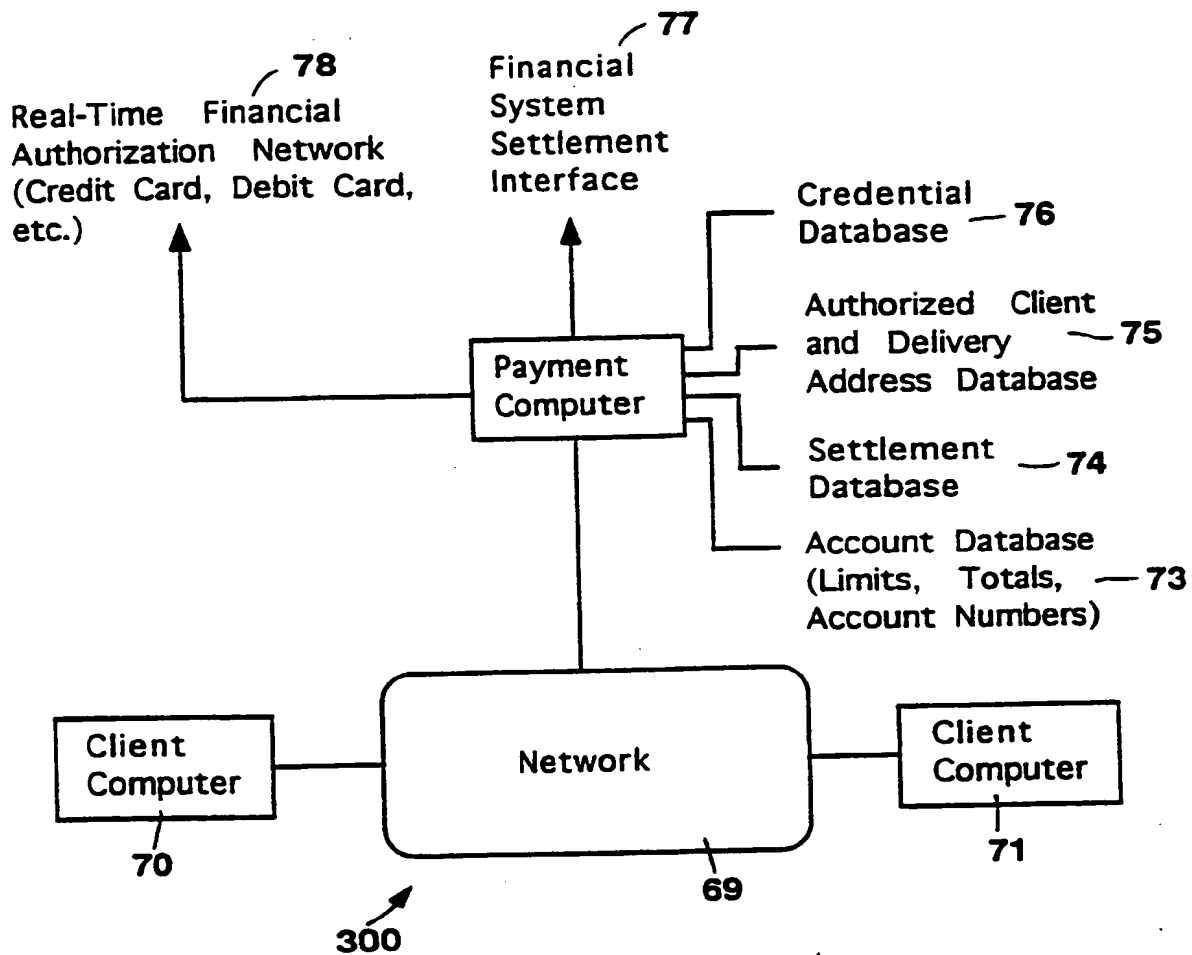 77
78
Real-Time Financial
Authorization Network
(Credit Card, Debit Card,
etc.)
Financial
System
Settlement
Interface
Credential
Database
76
Authorized Client
and Delivery
Address Database
75
Payment
Computer
Settlement
Database
74
Account Database
(Limits, Totals,
Account Numbers)
73
Client
Computer
70
Network
69
Client
Computer
71
300